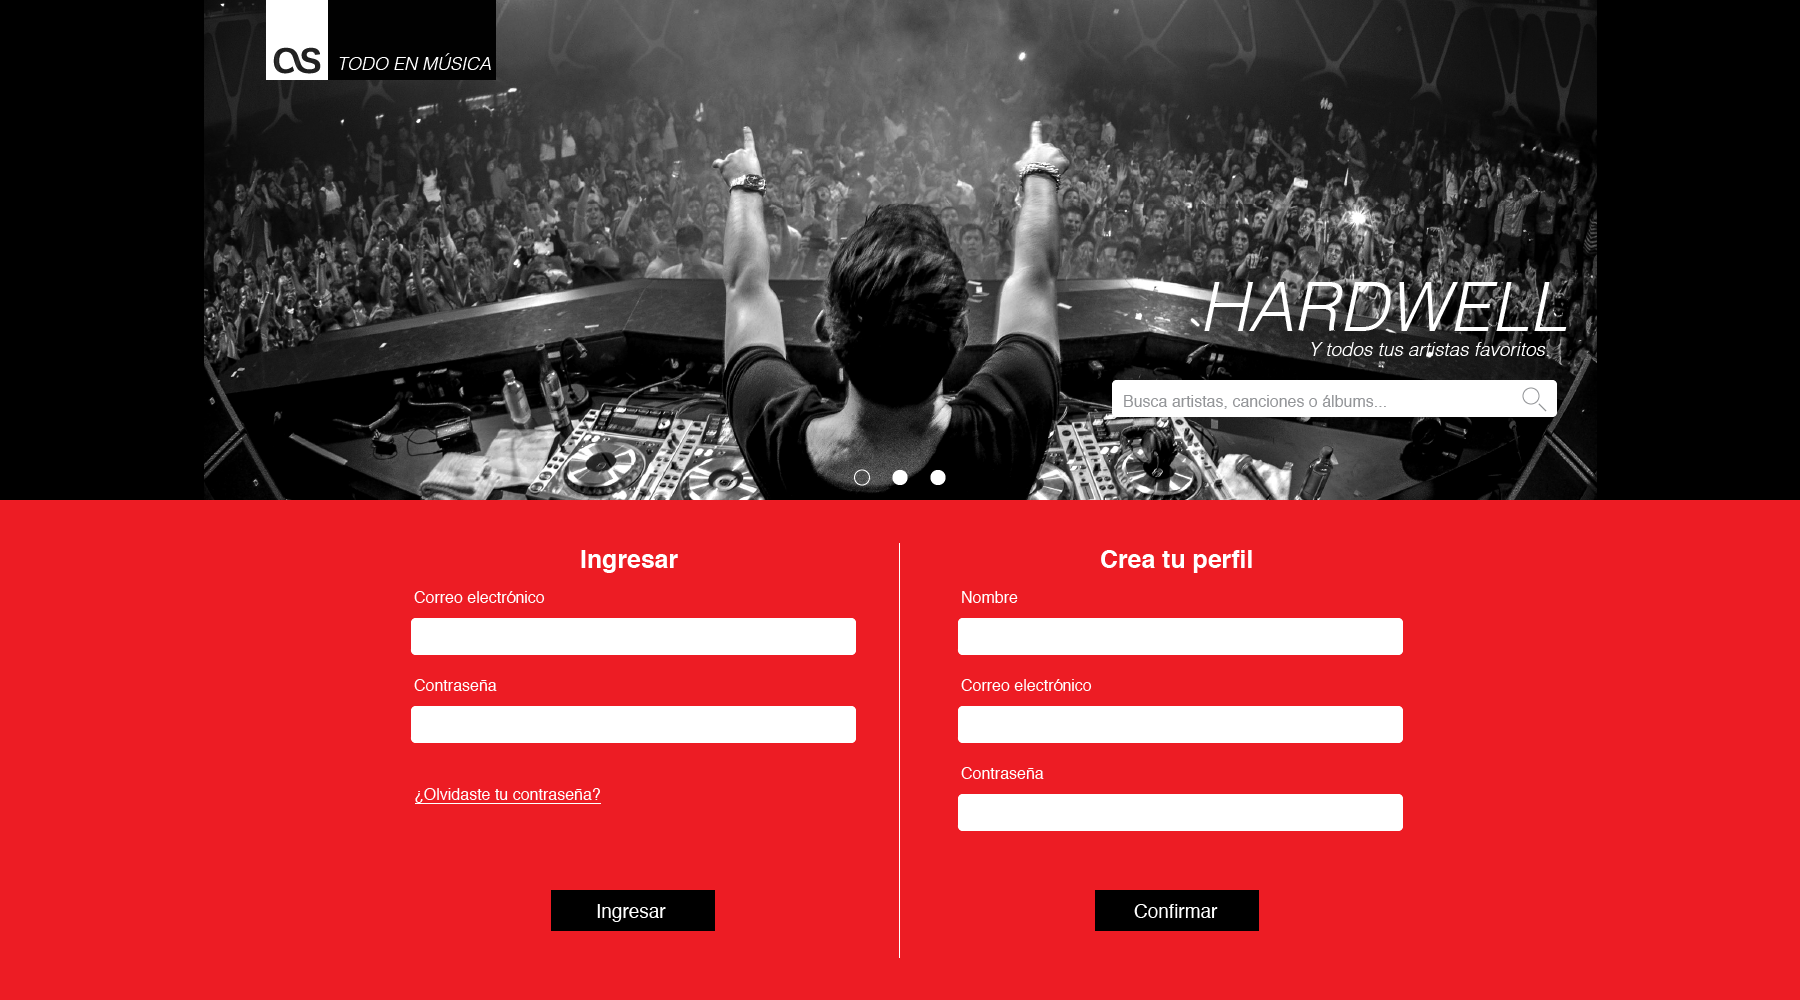 as
TODO EN MÚSICA
HARDWELL
Y todos tus artistas favoritos.
Busca artistas, canciones o álbums...
Ingresar
Correo electrónico
Contraseña
¿Olvidaste tu contraseña?
Ingresar
Crea tu perfil
Nombre
Correo electrónico
Contraseña
Confirmar